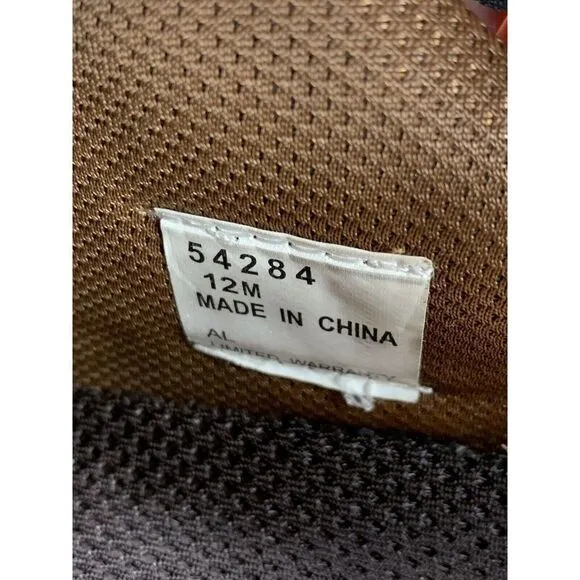 54284
12M
MADE IN CHINA
AL
LIMITED WARRANTY